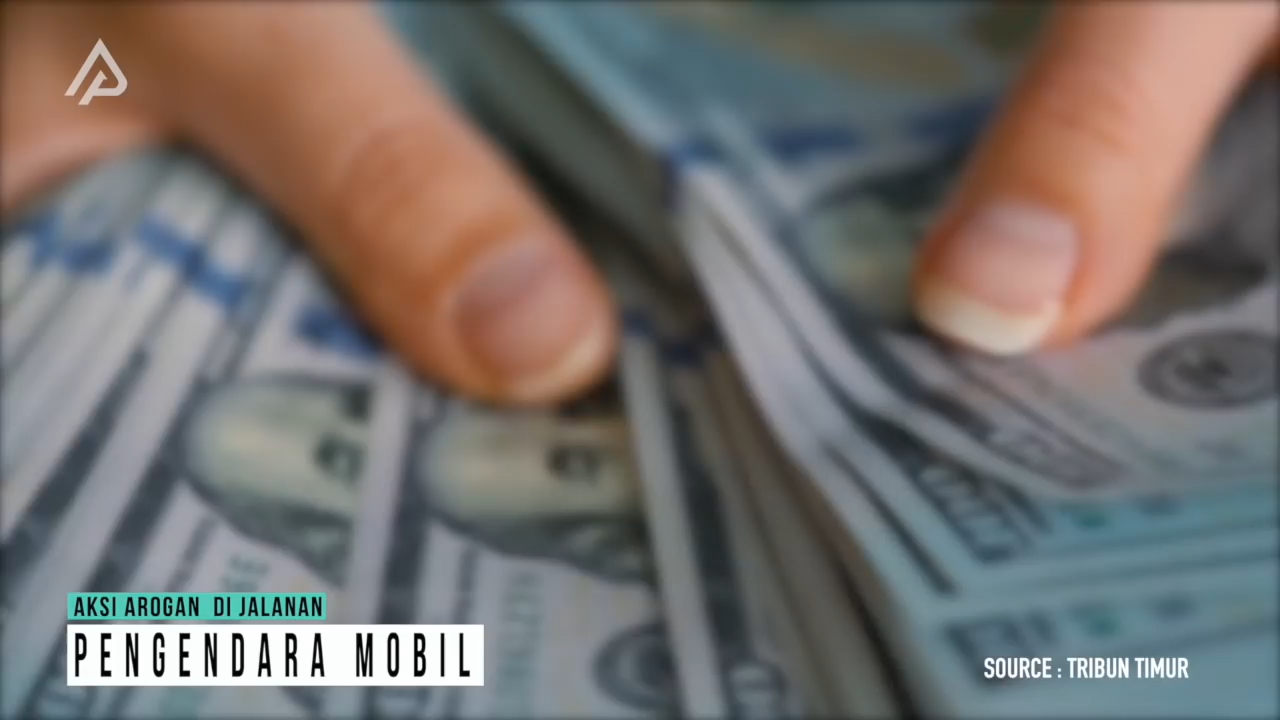 AKSI AROGAN DI JALANAN
PENGENDARA MOBIL
SOURCE : TRIBUN TIMUR